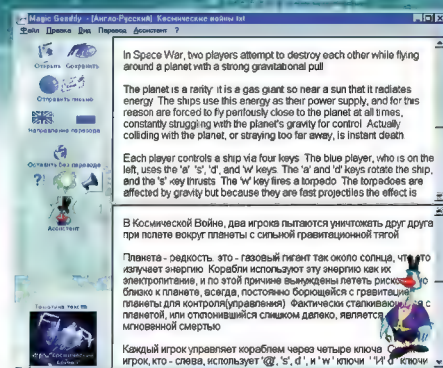 Magic Gooddy - [Англо-Русский] Космические войны txt
Файл Правка Вид Перевод Ассистент ?
Открыть Сохранить
Отправить письмо
Направление перевода
Оставить без перевода
Ассистент
Тематика текста
In Space War, two players attempt to destroy each other while flying
around a planet with a strong gravitational pull
The planet is a rarity it is a gas giant so near a sun that it radiates
energy The ships use this energy as their power supply, and for this
reason are forced to fly perilously close to the planet at all times,
constantly struggling with the planet's gravity for control Actually
colliding with the planet, or straying too far away, is instant death
Each player controls a ship via four keys The blue player, who is on the
left, uses the 'a' 's', 'd', and 'w' keys The 'a' and 'd' keys rotate the ship,
and the 's' key thrusts The 'w' key fires a torpedo The torpedoes are
affected by gravity but because they are fast projectiles the effect is
В Космической Войне, два игрока пытаются уничтожать друг друга
при полете вокруг планеты с сильной гравитационной тягой
Планета - редкость. это - газовый гигант так около солнца, что это
излучает энергию Корабли используют эту энергию как их
электропитание, и по этой причине вынуждены лететь
близко к планете, всегда, постоянно борющейся с
планеты для контроля(управления) Фактически
планетой, или отклонившийся слишком далеко, является
мгновенной смертью
Каждый игрок управляет кораблем через четыре ключа
игрок, кто - слева, использует '@', 's', d', и 'w' ключи 'd' ключи